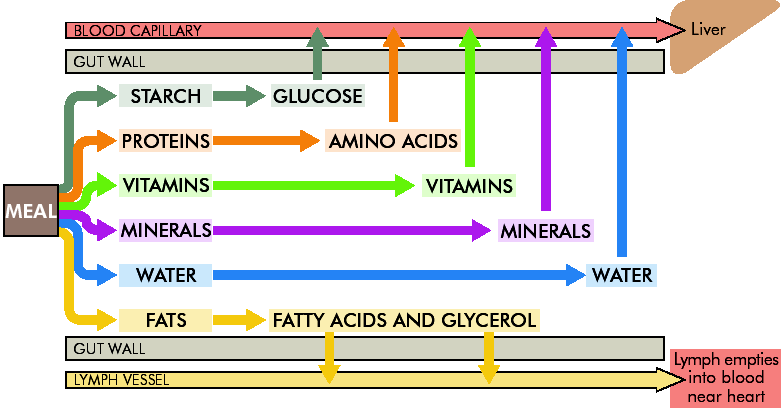 BLOOD CAPILLARY
Liver
GUT WALL
STARCH
GLUCOSE
PROTEINS
AMINO ACIDS
VITAMINS
VITAMINS
MEAL
MINERALS
MINERALS
WATER
WATER
FATS
FATTY ACIDS AND GLYCEROL
GUT WALL
LYMPH VESSEL
Lymph empties
into blood
near heart